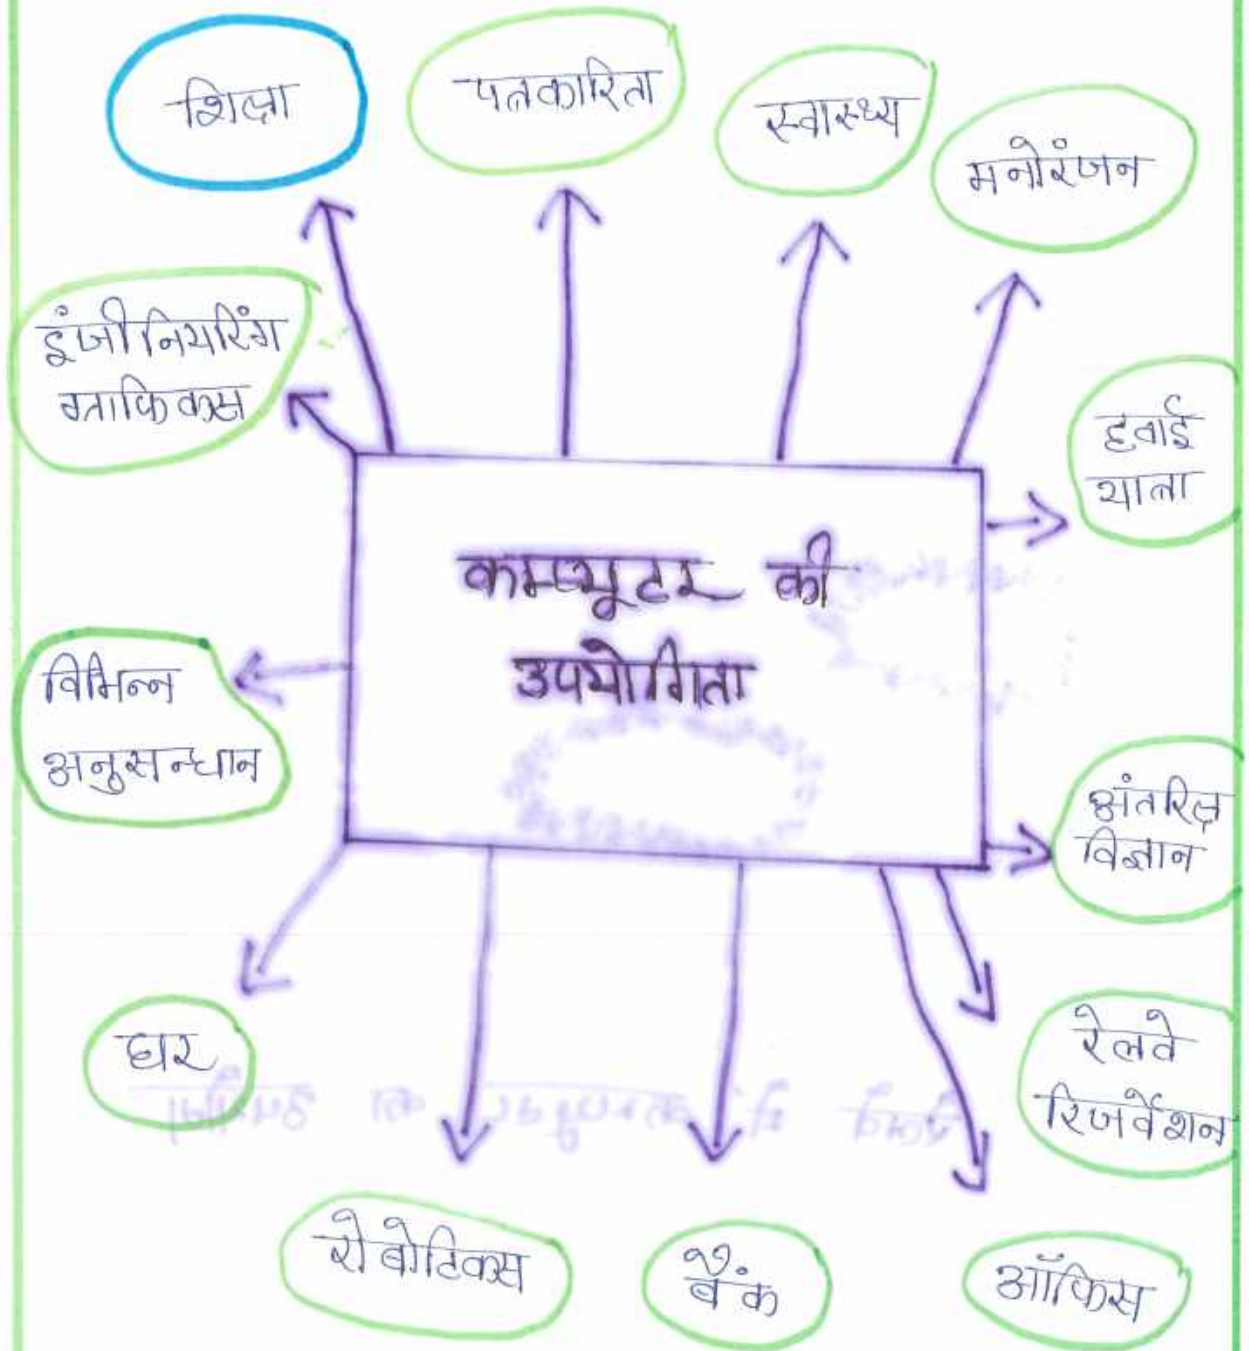 शिक्षा
पत्रकारिता
स्वास्थ्य
मनोरंजन
इंजीनियरिंग
ग्राफिक्स
हवाई
यात्रा
कम्प्यूटर की
उपयोगिता
विभिन्न
अनुसन्धान
अंतरिक्ष
विज्ञान
घर
रेलवे
रिजर्वेशन
रोबोटिक्स
बैंक
ऑफिस